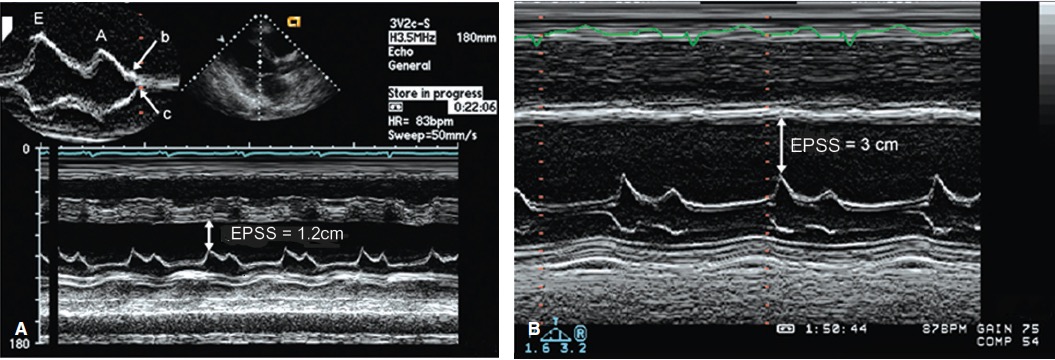 E
A
b
c
3V2c-S
H3.5MHz 180mm
Echo
General
Store in progress
0:22:06
HR= 83bpm
Sweep=50mm/s
0
EPSS = 1.2cm
180
A
EPSS = 3 cm
B
T
R
1.6 3.2
1:50:44
87BPM GAIN 75
COMP 54